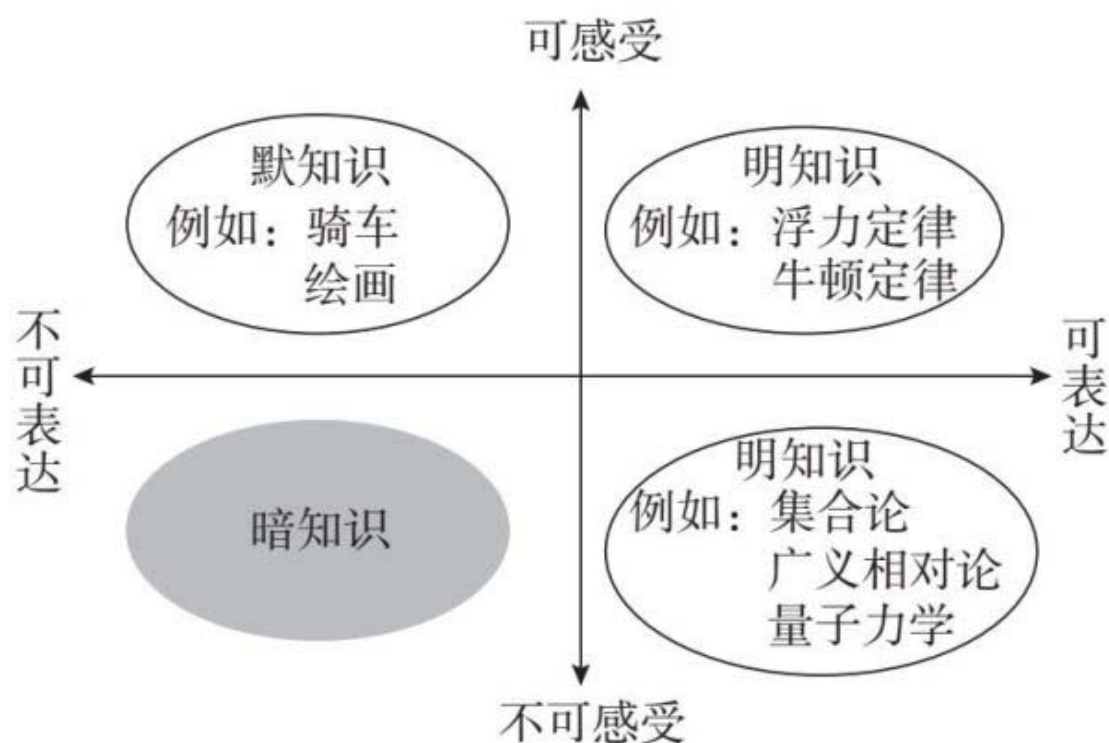 可感受
默知识
例如：骑车
绘画
明知识
例如：浮力定律
牛顿定律
不可表达
可表达
暗知识
明知识
例如：集合论
广义相对论
量子力学
不可感受